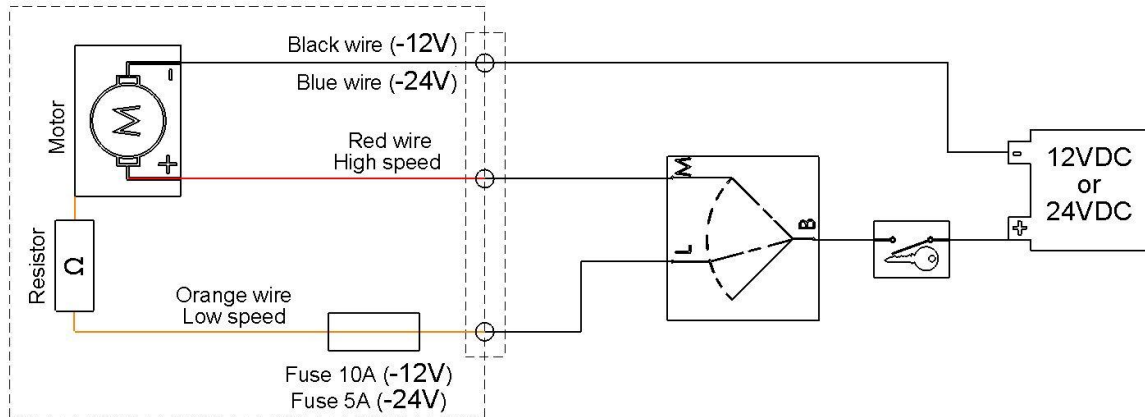 Black wire (-12V)
Blue wire (-24V)
Motor
M
-
+
Red wire
High speed
M
L
B
-
+
12VDC
or
24VDC
Resistor
Ω
Orange wire
Low speed
Fuse 10A (-12V)
Fuse 5A (-24V)